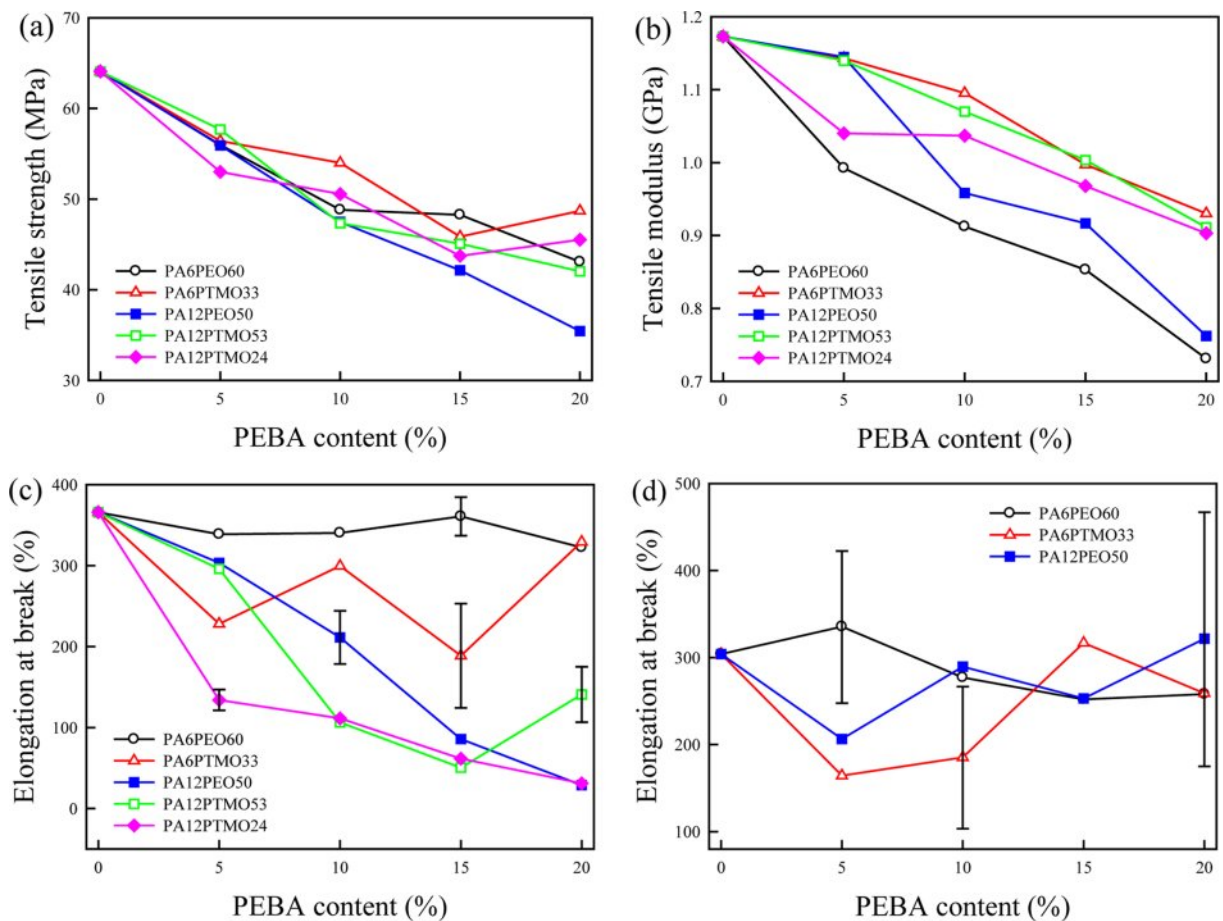 (a)
Tensile strength (MPa)
70
60
50
40
30
PA6PEO60
PA6PTMO33
PA12PEO50
PA12PTMO53
PA12PTMO24
0 5 10 15 20
PEBA content (%)
(b)
Tensile modulus (GPa)
1.2
1.1
1.0
0.9
0.8
0.7
PA6PEO60
PA6PTMO33
PA12PEO50
PA12PTMO53
PA12PTMO24
0 5 10 15 20
PEBA content (%)
(c)
Elongation at break (%)
400
300
200
100
0
PA6PEO60
PA6PTMO33
PA12PEO50
PA12PTMO53
PA12PTMO24
0 5 10 15 20
PEBA content (%)
(d)
Elongation at break (%)
500
400
300
200
100
PA6PEO60
PA6PTMO33
PA12PEO50
0 5 10 15 20
PEBA content (%)